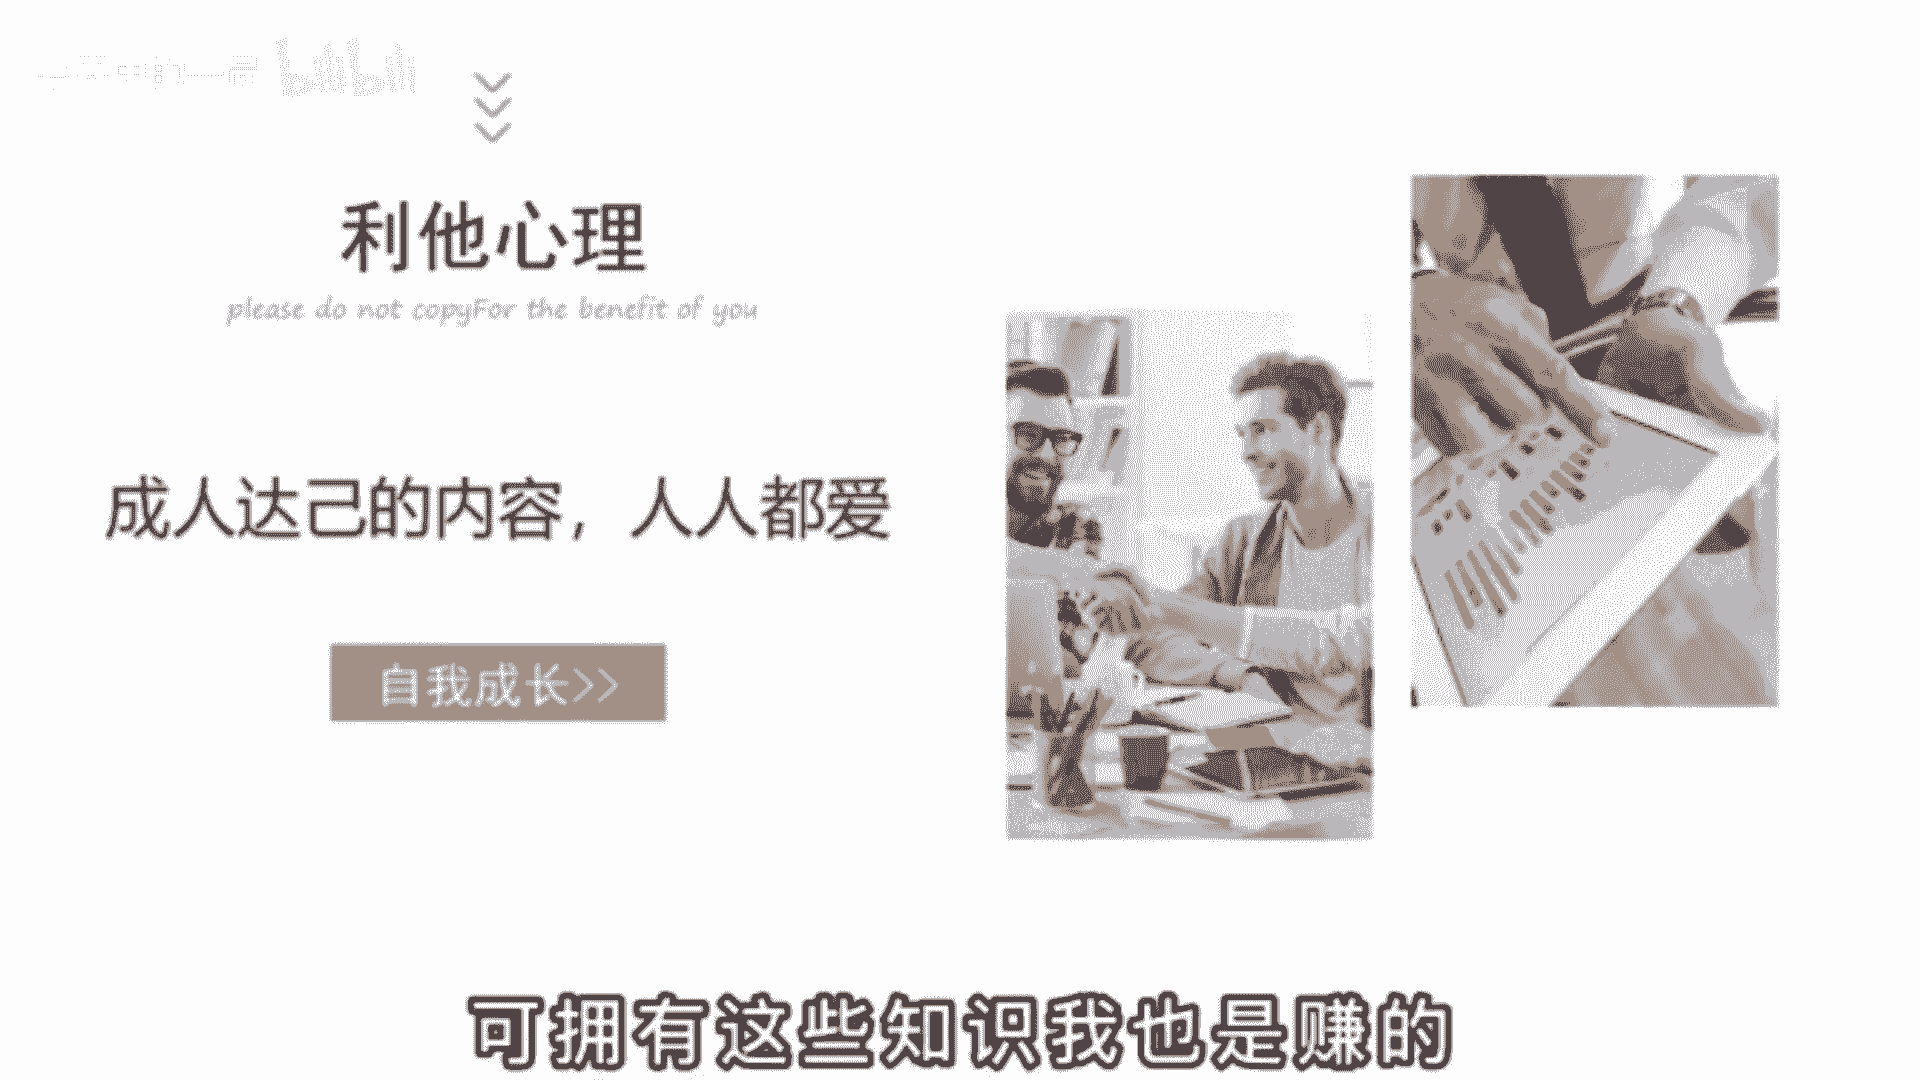 bilibili
利他心理
please do not copyFor the benefit of you
成人达己的内容，人人都爱
自我成长>>
可拥有这些知识我也是赚的